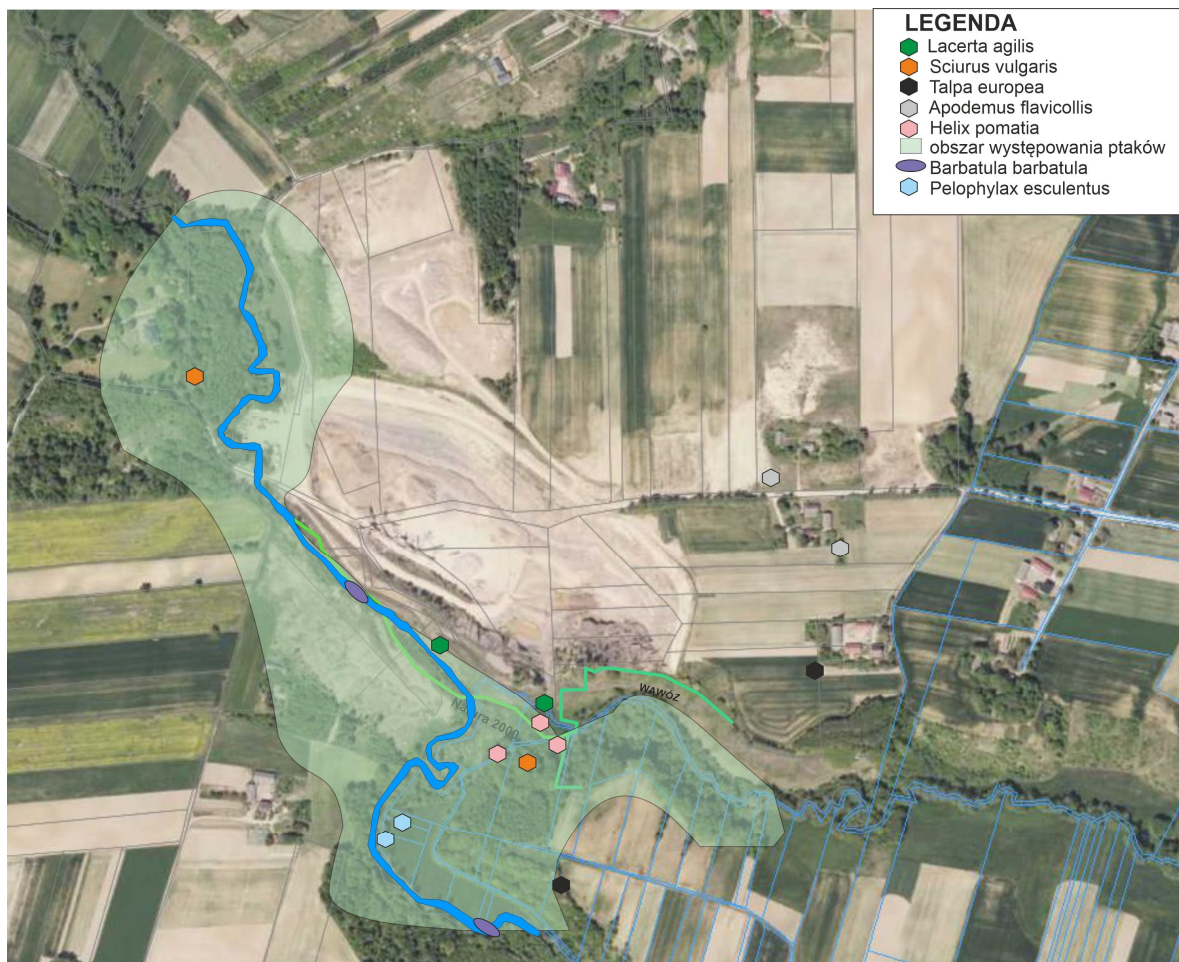 LEGENDA
Lacerta agilis
Sciurus vulgaris
Talpa europea
Apodemus flavicollis
Helix pomatia
obszar występowania ptaków
Barbatula barbatula
Pelophylax esculentus
WĄWÓZ
Natura 2000